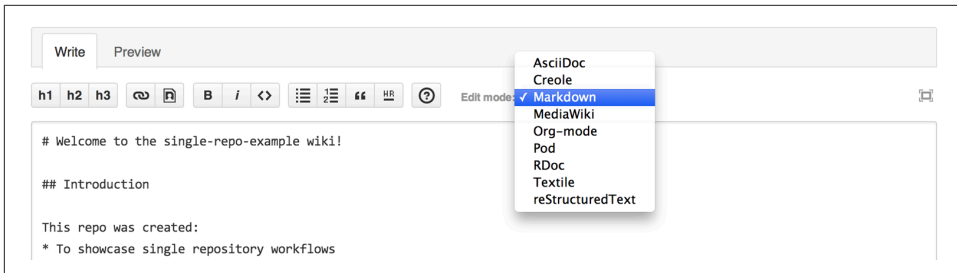 Write Preview
h1 h2 h3 B i <> HR ? Edit mode:
AsciiDoc
Creole
✓ Markdown
MediaWiki
Org-mode
Pod
RDoc
Textile
reStructuredText
# Welcome to the single-repo-example wiki!
## Introduction
This repo was created:
* To showcase single repository workflows